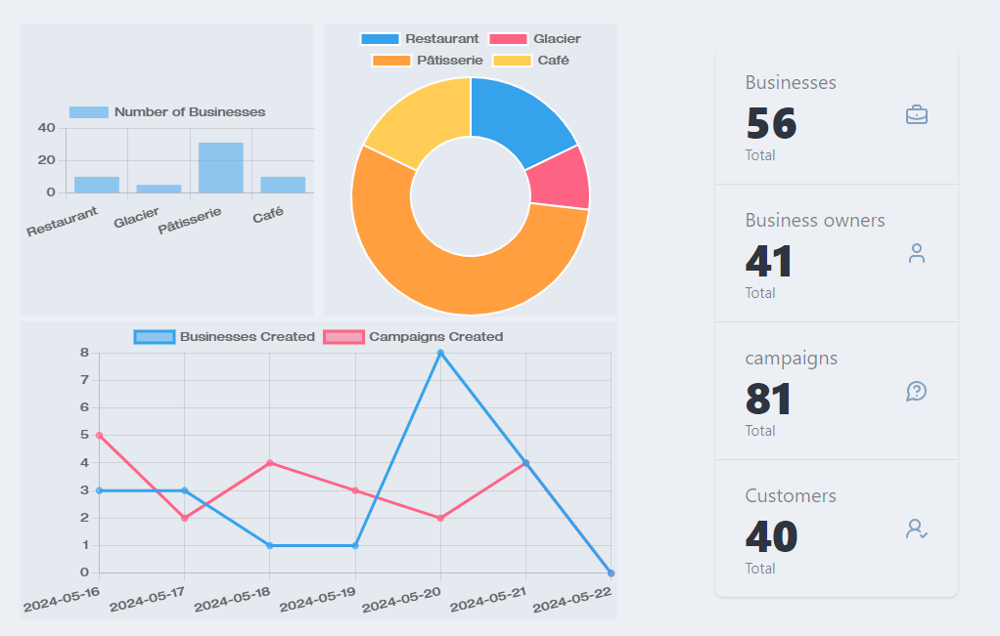 Number of Businesses
40
20
0
Restaurant Glacier Pâtisserie Café
Restaurant Glacier
Pâtisserie Café
Businesses Created Campaigns Created
8
7
6
5
4
3
2
1
0
2024-05-16 2024-05-17 2024-05-18 2024-05-19 2024-05-20 2024-05-21 2024-05-22
Businesses
56
Total
Business owners
41
Total
campaigns
81
Total
Customers
40
Total